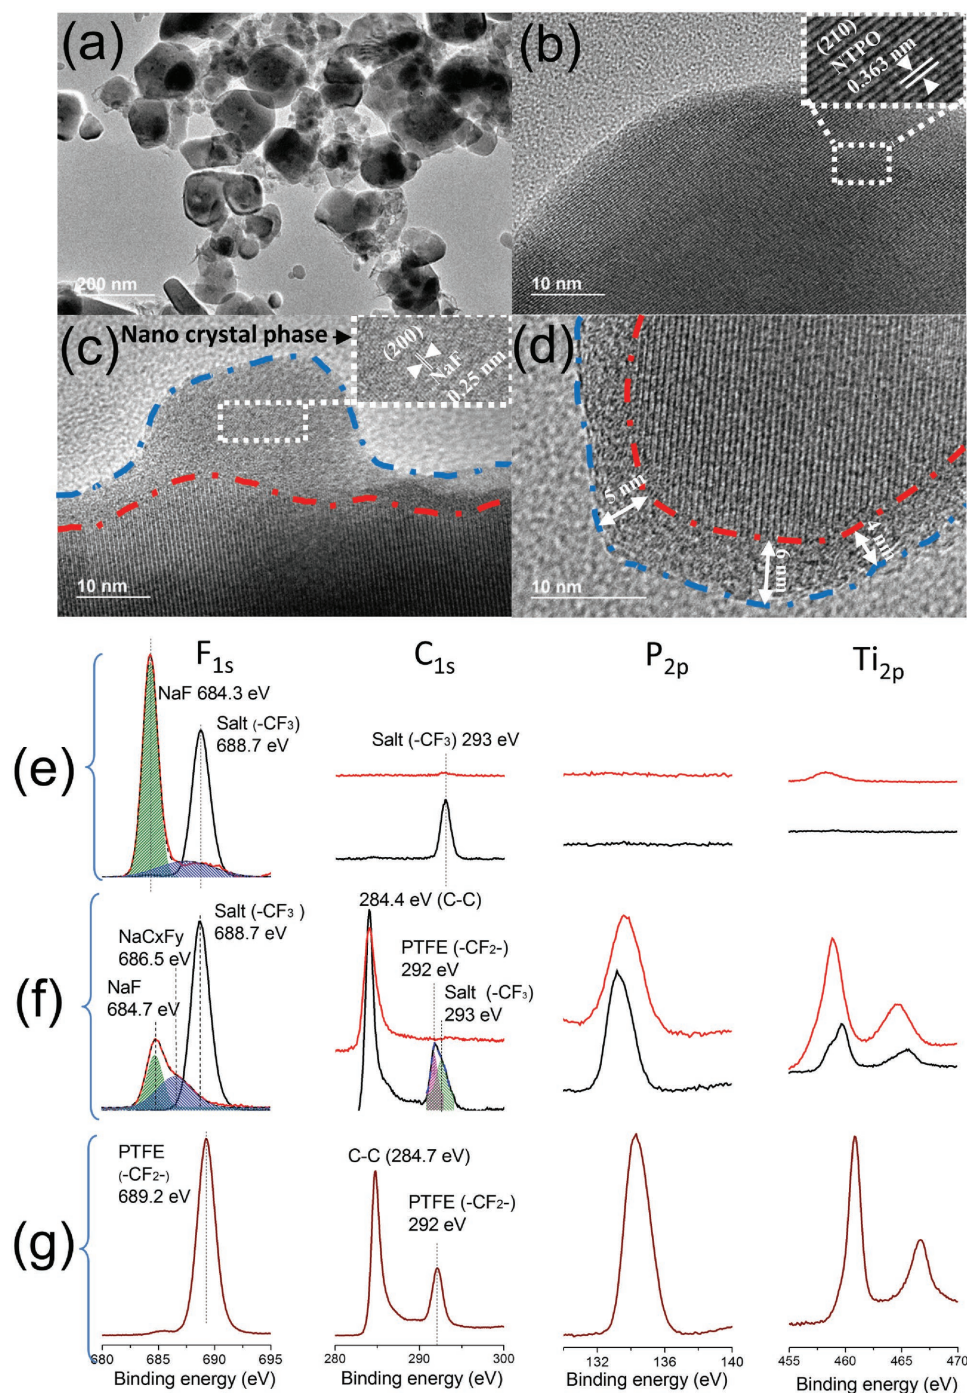 (a)
200 nm
(b)
(210)
NTPO
0.363 nm
10 nm
(c)
Nano crystal phase
(200)
NaF
0.25 nm
10 nm
(d)
5 nm
6 nm
4 nm
10 nm
F1s
C1s
P2p
Ti2p
(e)
NaF 684.3 eV
Salt (-CF3)
688.7 eV
Salt (-CF3) 293 eV
(f)
Salt (-CF3 )
688.7 eV
NaCxFy
686.5 eV
NaF
684.7 eV
284.4 eV (C-C)
PTFE (-CF2-)
292 eV
Salt (-CF3)
293 eV
(g)
PTFE
(-CF2-)
689.2 eV
C-C (284.7 eV)
PTFE (-CF2-)
292 eV
680 685 690 695
280 290 300
132 136 140
455 460 465 470
Binding energy (eV)
Binding energy (eV)
Binding energy (eV)
Binding energy (eV)